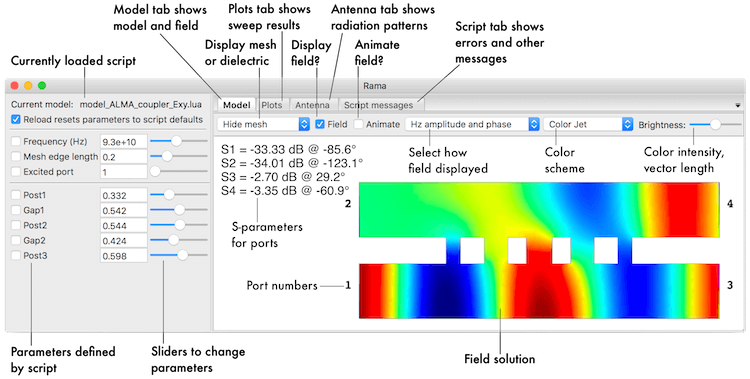 Model tab shows
model and field
Plots tab shows
sweep results
Antenna tab shows
radiation patterns
Script tab shows
errors and other
messages
Currently loaded script
Display mesh
or dielectric
Display
field?
Animate
field?
Rama
Current model: model_ALMA_coupler_Exy.lua
Reload resets parameters to script defaults
Frequency (Hz) 9.3e+10
Mesh edge length 0.2
Excited port 1
Post1 0.332
Gap1 0.542
Post2 0.544
Gap2 0.424
Post3 0.598
Model Plots Antenna Script messages
Hide mesh Field Animate Hz amplitude and phase Color Jet Brightness:
S1 = -33.33 dB @ -85.6°
S2 = -34.01 dB @ -123.1°
S3 = -2.70 dB @ 29.2°
S4 = -3.35 dB @ -60.9°
Select how
field displayed
Color
scheme
Color intensity,
vector length
S-parameters
for ports
2
4
Port numbers
1
3
Parameters defined
by script
Sliders to change
parameters
Field solution